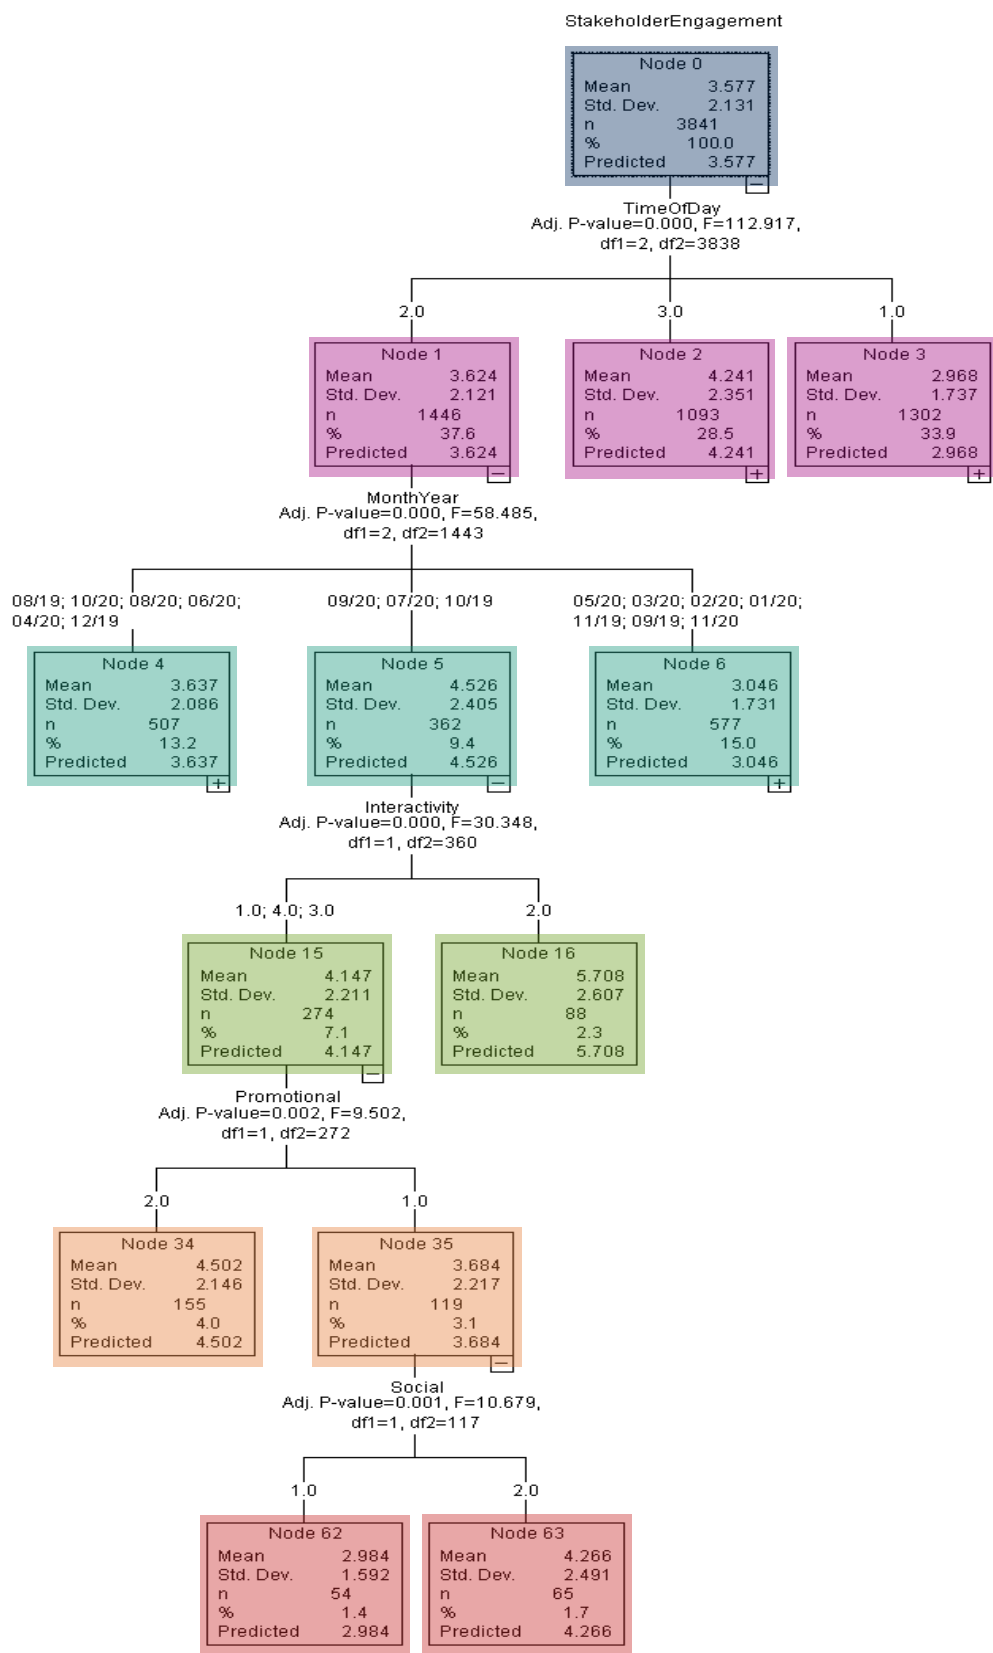 StakeholderEngagement
Node 0
Mean 3.577
Std. Dev. 2.131
n 3841
% 100.0
Predicted 3.577
TimeOfDay
Adj. P-value=0.000, F=112.917,
df1=2, df2=3838
2.0
3.0
1.0
Node 1
Mean 3.624
Std. Dev. 2.121
n 1446
% 37.6
Predicted 3.624
Node 2
Mean 4.241
Std. Dev. 2.351
n 1093
% 28.5
Predicted 4.241
Node 3
Mean 2.968
Std. Dev. 1.737
n 1302
% 33.9
Predicted 2.968
MonthYear
Adj. P-value=0.000, F=58.485,
df1=2, df2=1443
08/19; 10/20; 08/20; 06/20;
04/20; 12/19
09/20; 07/20; 10/19
05/20; 03/20; 02/20; 01/20;
11/19; 09/19; 11/20
Node 4
Mean 3.637
Std. Dev. 2.086
n 507
% 13.2
Predicted 3.637
Node 5
Mean 4.526
Std. Dev. 2.405
n 362
% 9.4
Predicted 4.526
Node 6
Mean 3.046
Std. Dev. 1.731
n 577
% 15.0
Predicted 3.046
Interactivity
Adj. P-value=0.000, F=30.348,
df1=1, df2=360
1.0; 4.0; 3.0
2.0
Node 15
Mean 4.147
Std. Dev. 2.211
n 274
% 7.1
Predicted 4.147
Node 16
Mean 5.708
Std. Dev. 2.607
n 88
% 2.3
Predicted 5.708
Promotional
Adj. P-value=0.002, F=9.502,
df1=1, df2=272
2.0
1.0
Node 34
Mean 4.502
Std. Dev. 2.146
n 155
% 4.0
Predicted 4.502
Node 35
Mean 3.684
Std. Dev. 2.217
n 119
% 3.1
Predicted 3.684
Social
Adj. P-value=0.001, F=10.679,
df1=1, df2=117
1.0
2.0
Node 62
Mean 2.984
Std. Dev. 1.592
n 54
% 1.4
Predicted 2.984
Node 63
Mean 4.266
Std. Dev. 2.491
n 65
% 1.7
Predicted 4.266